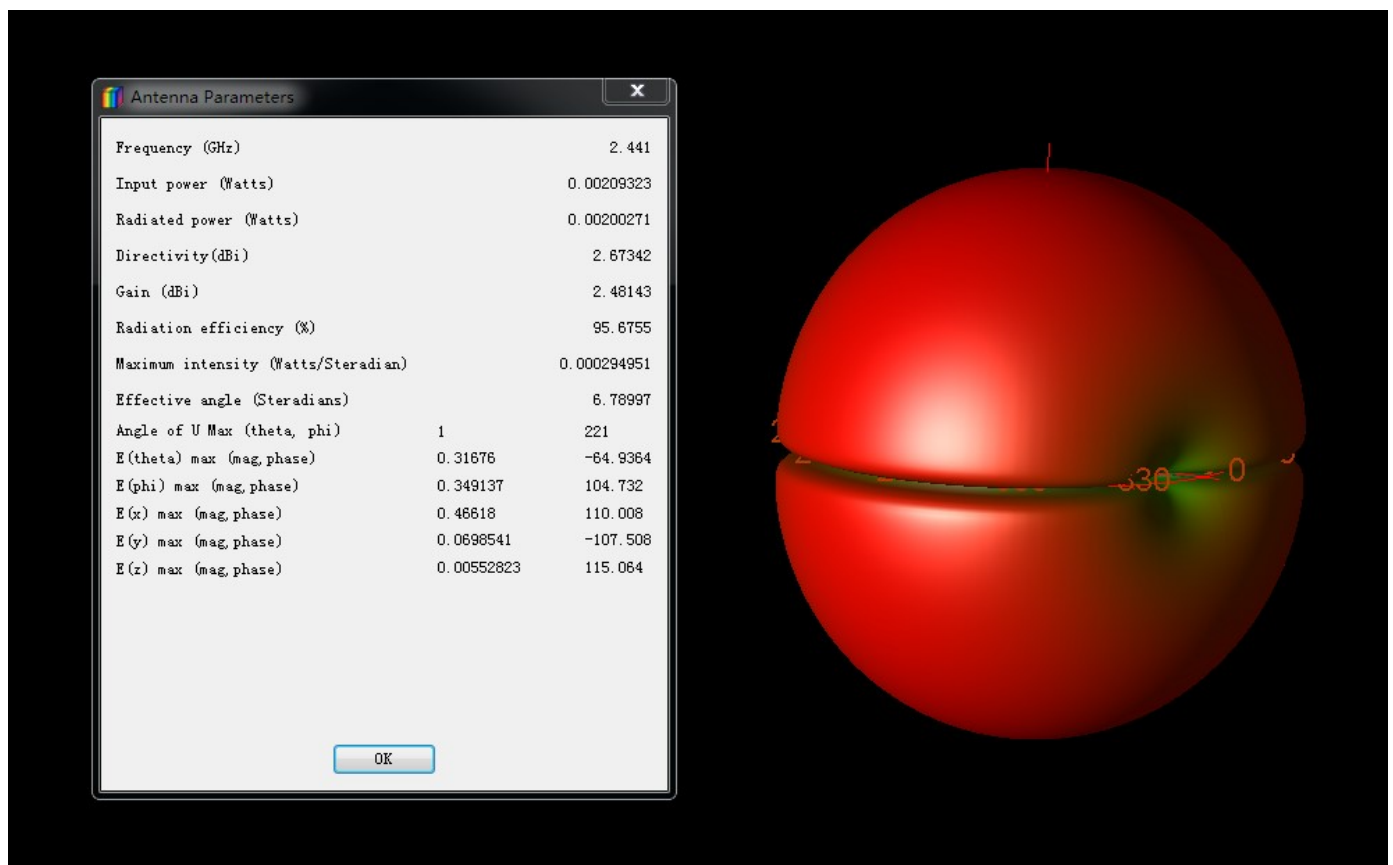 Antenna Parameters
Frequency (GHz) 2.441
Input power (Watts) 0.00209323
Radiated power (Watts) 0.00200271
Directivity(dBi) 2.67342
Gain (dBi) 2.48143
Radiation efficiency (%) 95.6755
Maximum intensity (Watts/Steradian) 0.000294951
Effective angle (Steradians) 6.78997
Angle of U Max (theta, phi) 1 221
E(theta) max (mag,phase) 0.31676 -64.9364
E(phi) max (mag,phase) 0.349137 104.732
E(x) max (mag,phase) 0.46618 110.008
E(y) max (mag,phase) 0.0698541 -107.508
E(z) max (mag,phase) 0.00552823 115.064
OK
0